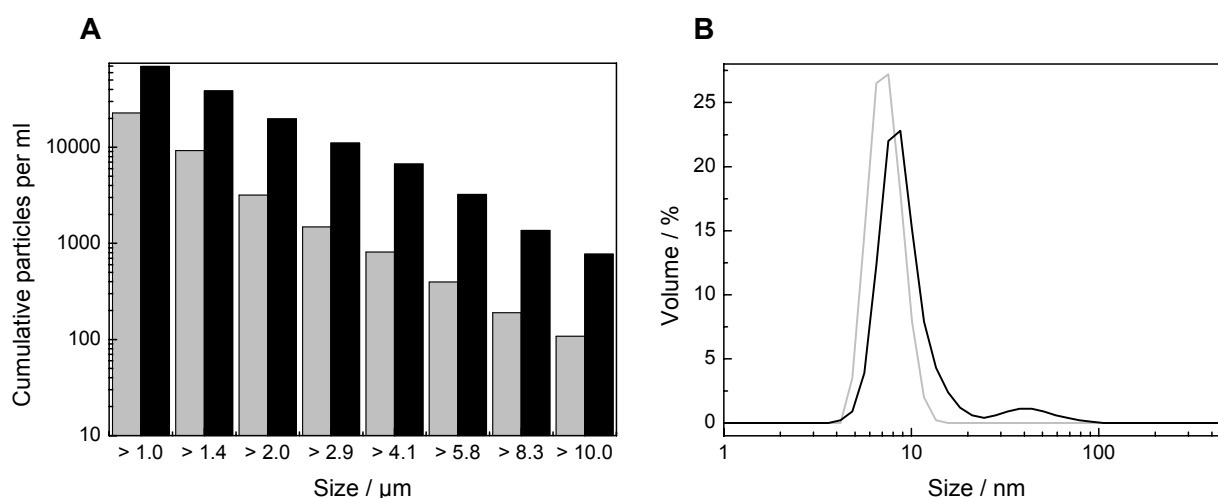 A
Cumulative particles per ml
10000
1000
100
10
> 1.0 > 1.4 > 2.0 > 2.9 > 4.1 > 5.8 > 8.3 > 10.0
Size / µm
B
Volume / %
25
20
15
10
5
0
1 10 100
Size / nm